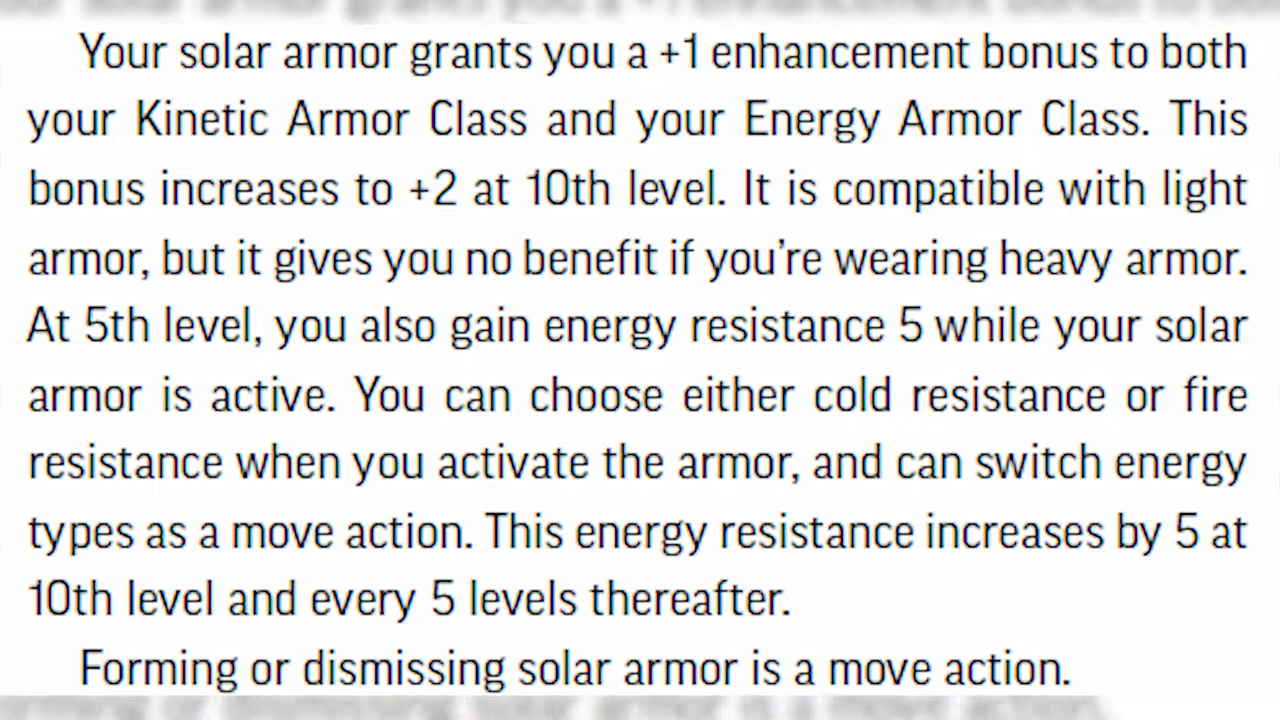 Your solar armor grants you a +1 enhancement bonus to both
your Kinetic Armor Class and your Energy Armor Class. This
bonus increases to +2 at 10th level. It is compatible with light
armor, but it gives you no benefit if you're wearing heavy armor.
At 5th level, you also gain energy resistance 5 while your solar
armor is active. You can choose either cold resistance or fire
resistance when you activate the armor, and can switch energy
types as a move action. This energy resistance increases by 5 at
10th level and every 5 levels thereafter.
Forming or dismissing solar armor is a move action.